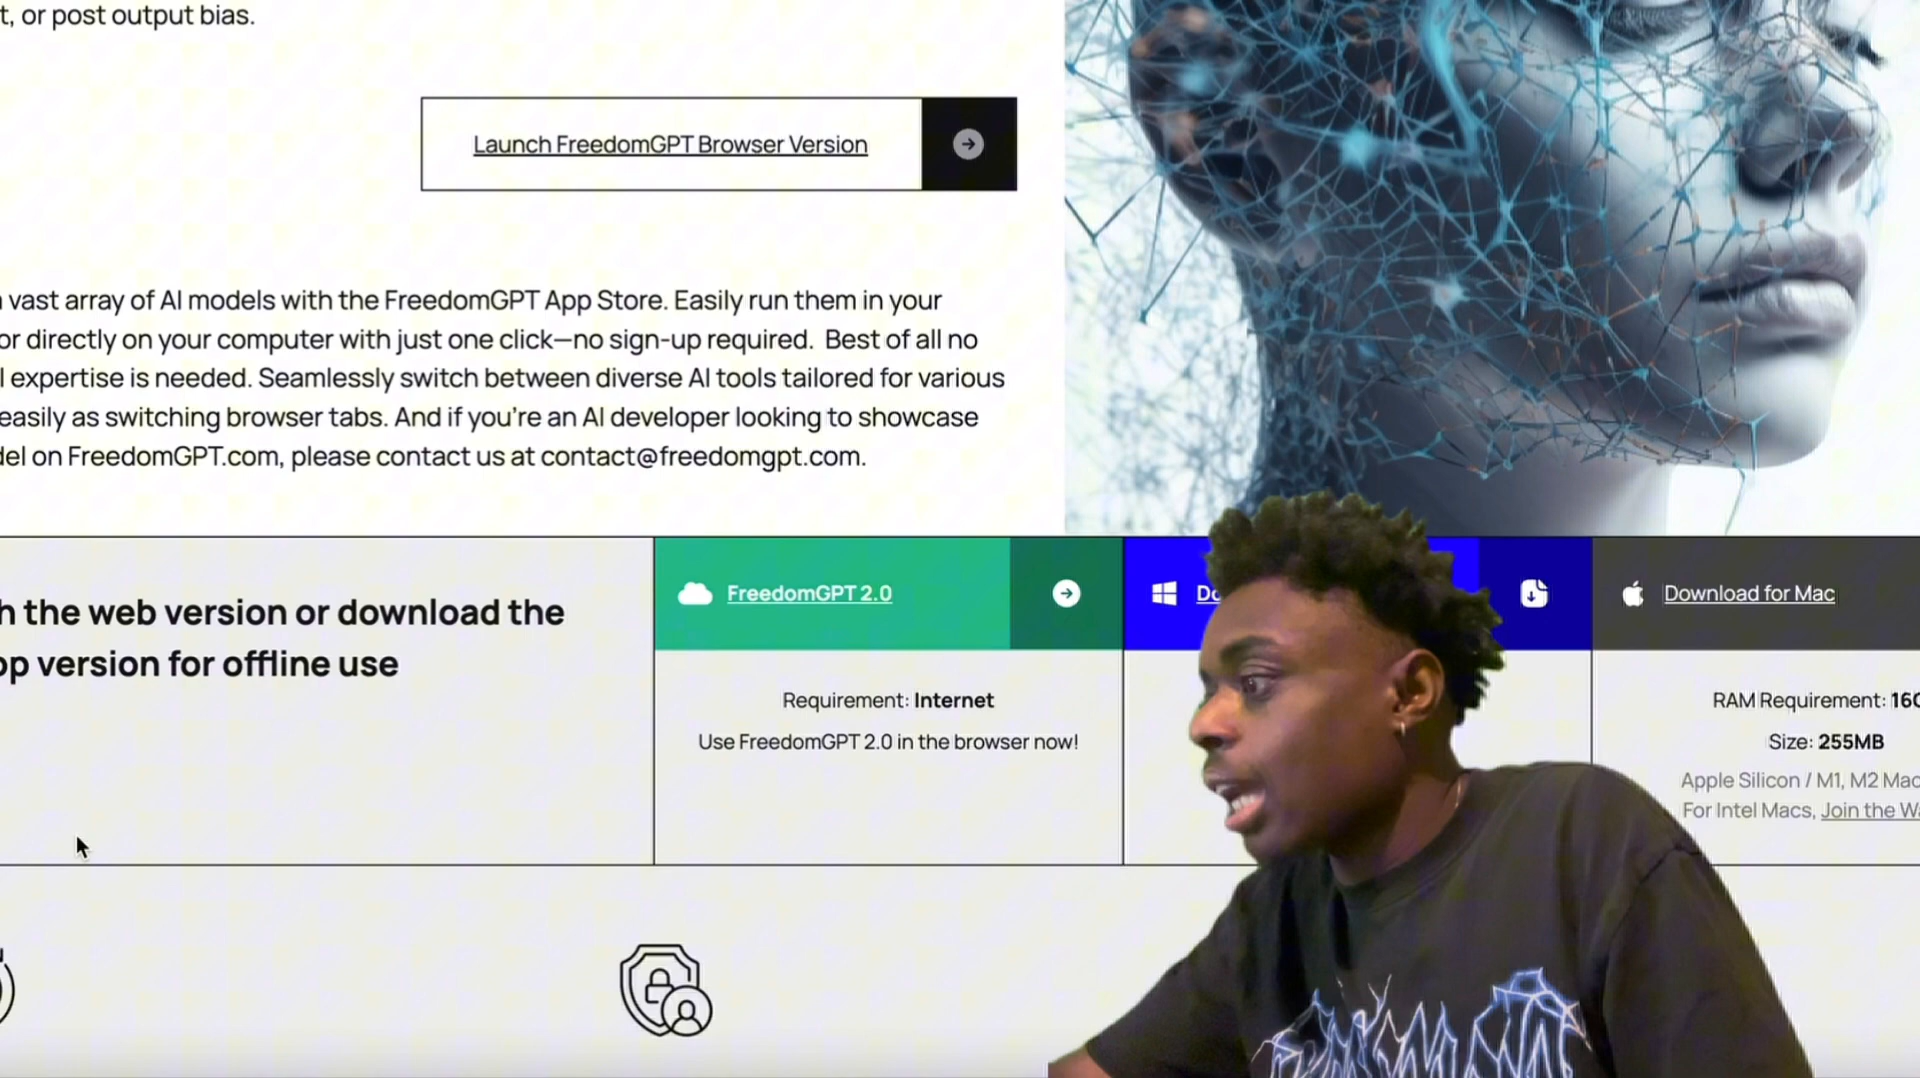 t, or post output bias.
Launch FreedomGPT Browser Version
vast array of AI models with the FreedomGPT App Store. Easily run them in your
or directly on your computer with just one click—no sign-up required. Best of all no
l expertise is needed. Seamlessly switch between diverse AI tools tailored for various
easily as switching browser tabs. And if you're an AI developer looking to showcase
del on FreedomGPT.com, please contact us at contact@freedomgpt.com.
h the web version or download the
op version for offline use
FreedomGPT 2.0
Do
Download for Mac
Requirement: Internet
Use FreedomGPT 2.0 in the browser now!
RAM Requirement: 16G
Size: 255MB
Apple Silicon / M1, M2 Mac
For Intel Macs, Join the Wa